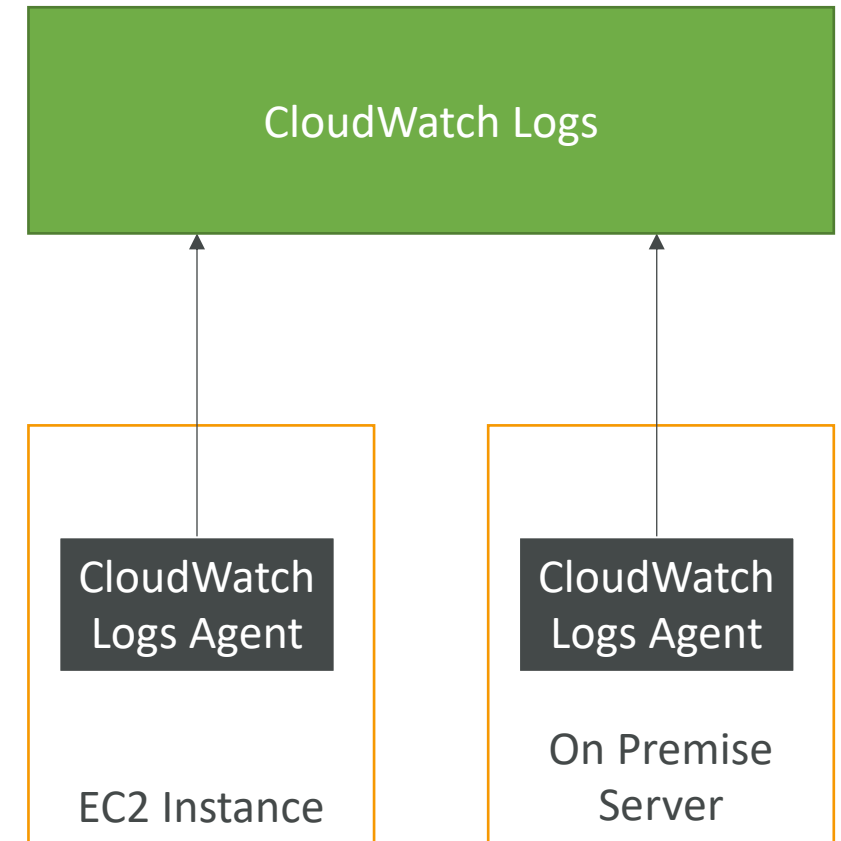 CloudWatch Logs
CloudWatch
Logs Agent
EC2 Instance
CloudWatch
Logs Agent
On Premise
Server